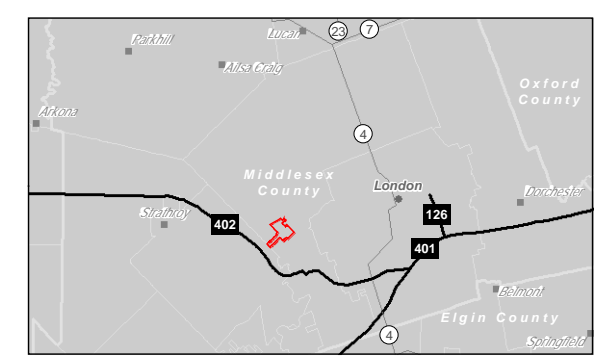 Lucan
23
7
Parkhill
Ailsa Craig
Oxford
County
Arkona
4
Middlesex
County
London
Dorchester
Strathroy
402
126
401
Belmont
Elgin County
4
Springfield